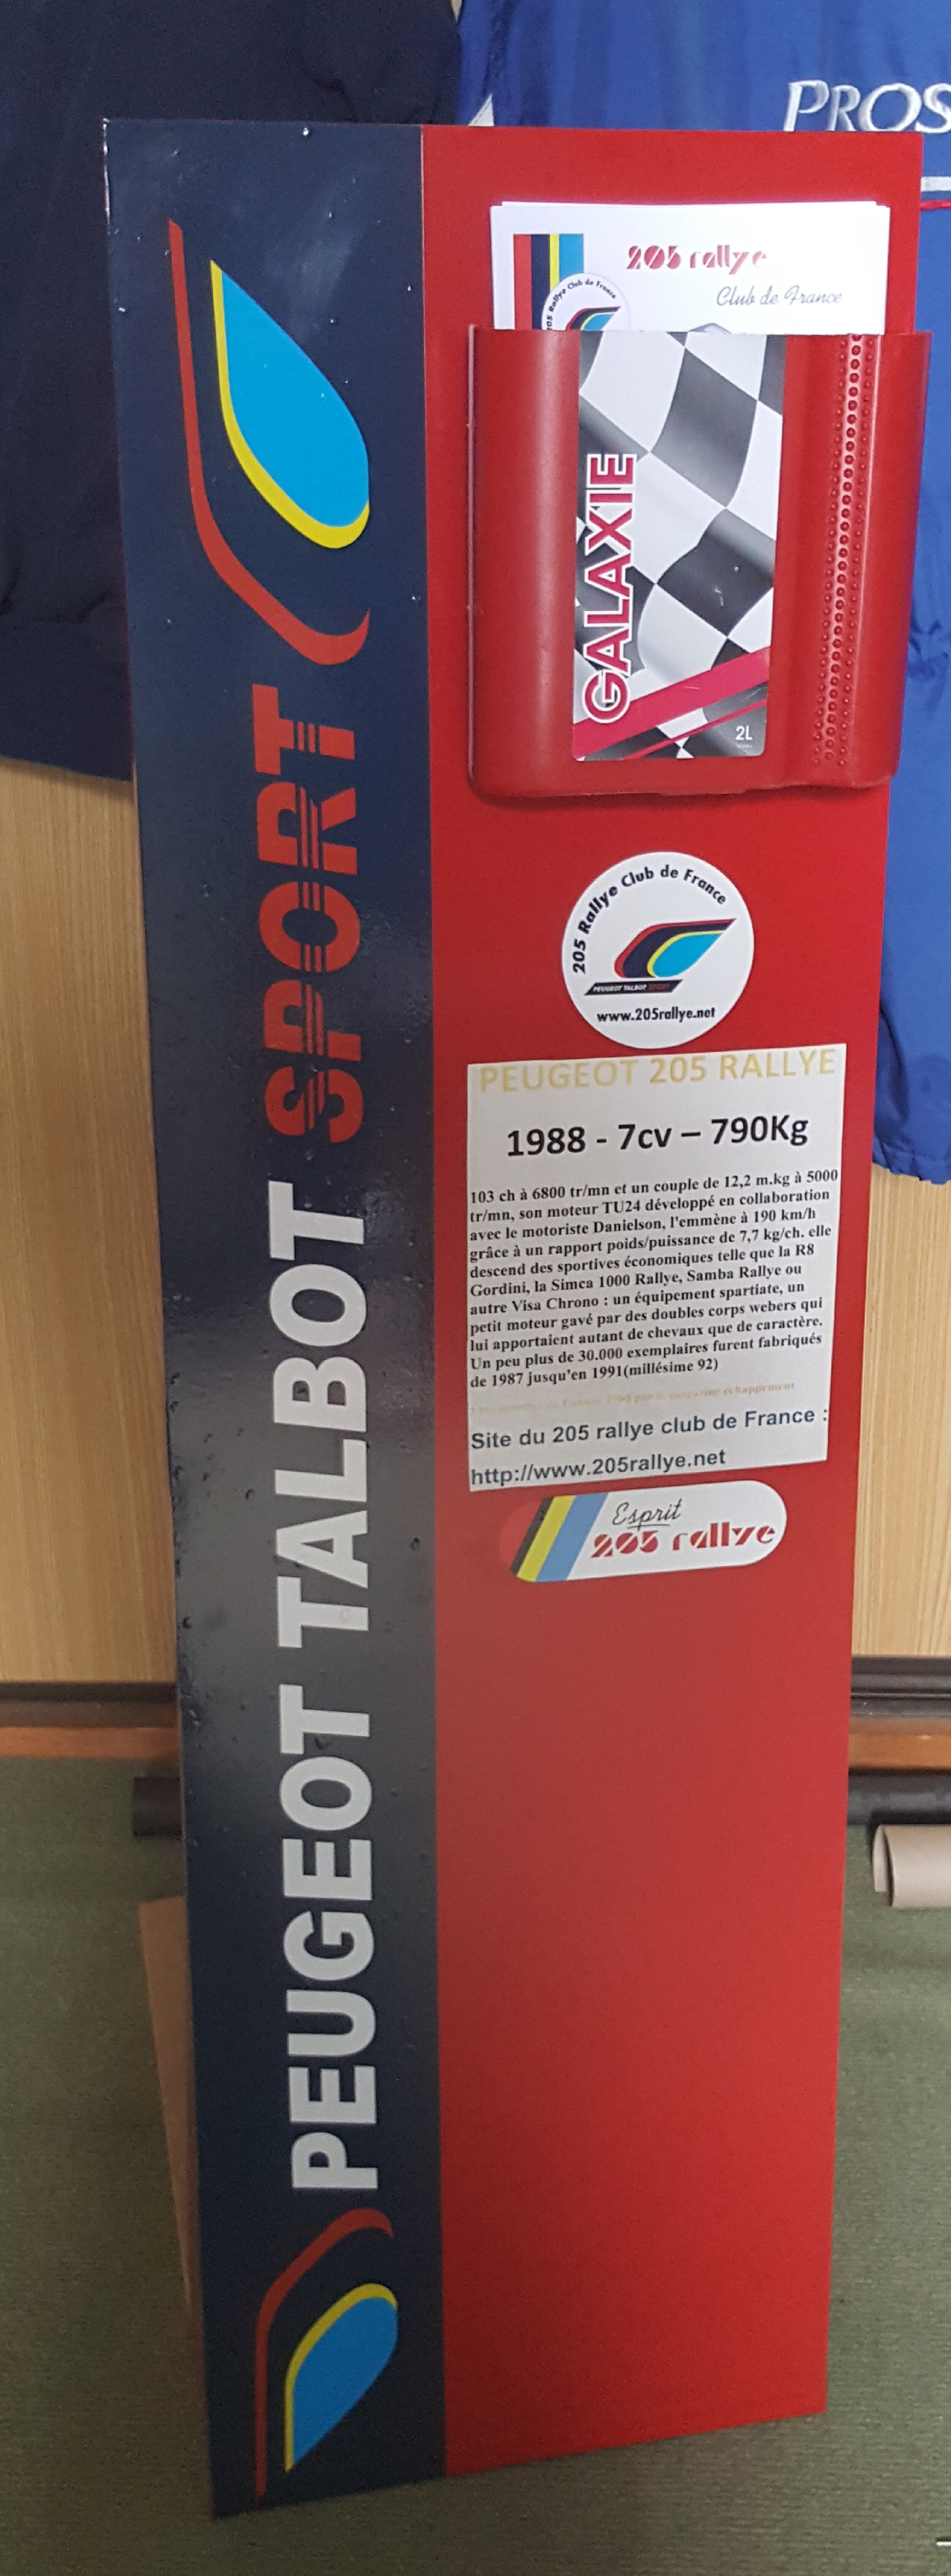 PROS
205 rallye
Club de France
205 Rallye Club de France
GALAXIE
2L
PEUGEOT TALBOT SPORT
205 Rallye Club de France
PEUGEOT TALBOT SPORT
www.205rallye.net
PEUGEOT 205 RALLYE
1988 - 7cv – 790Kg
103 ch à 6800 tr/mn et un couple de 12,2 m.kg à 5000
tr/mn, son moteur TU24 développé en collaboration
avec le motoriste Danielson, l'emmène à 190 km/h
grâce à un rapport poids/puissance de 7,7 kg/ch. elle
descend des sportives économiques telle que la R8
Gordini, la Simca 1000 Rallye, Samba Rallye ou
autre Visa Chrono : un équipement spartiate, un
petit moteur gavé par des doubles corps webers qui
lui apportaient autant de chevaux que de caractère.
Un peu plus de 30.000 exemplaires furent fabriqués
de 1987 jusqu'en 1991(millésime 92)
de l'année 1988 par le magazine échappement
Site du 205 rallye club de France :
http://www.205rallye.net
Esprit
205 rallye